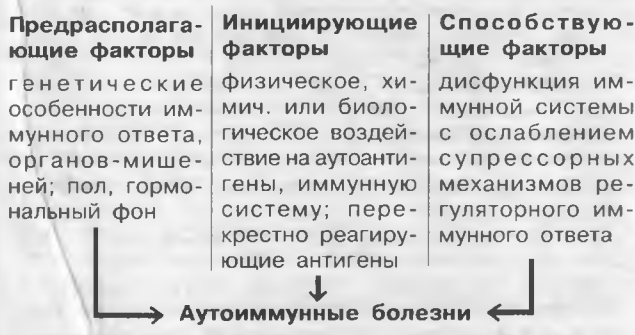 Предрасполага-
ющие факторы
генетические
особенности им-
мунного ответа,
органов-мише-
ней; пол, гормо-
нальный фон
Инициирующие
факторы
физическое, хи-
мич. или биоло-
гическое воздей-
ствие на аутоанти-
гены, иммунную
систему; пере-
крестно реагиру-
ющие антигены
Способствую-
щие факторы
дисфункция им-
мунной системы
с ослаблением
супрессорных
механизмов ре-
гуляторного им-
мунного ответа
Аутоиммунные болезни